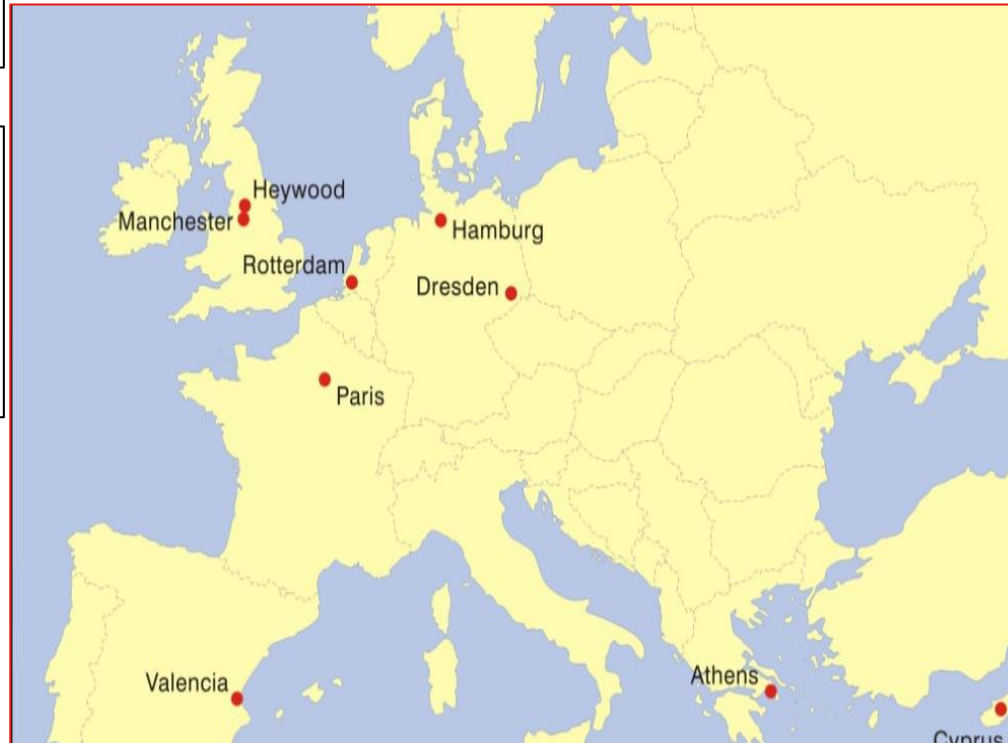 Heywood
Manchester
Hamburg
Rotterdam
Dresden
Paris
Valencia
Athens
Cyprus